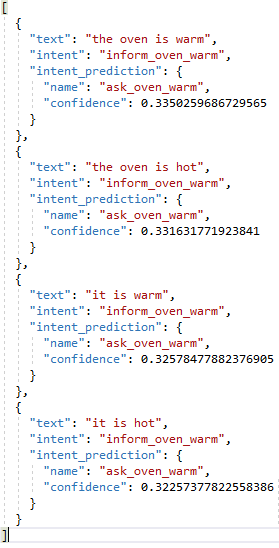 [
  {
    "text": "the oven is warm",
    "intent": "inform_oven_warm",
    "intent_prediction": {
      "name": "ask_oven_warm",
      "confidence": 0.3350259686729565
    }
  },
  {
    "text": "the oven is hot",
    "intent": "inform_oven_warm",
    "intent_prediction": {
      "name": "ask_oven_warm",
      "confidence": 0.331631771923841
    }
  },
  {
    "text": "it is warm",
    "intent": "inform_oven_warm",
    "intent_prediction": {
      "name": "ask_oven_warm",
      "confidence": 0.32578477882376905
    }
  },
  {
    "text": "it is hot",
    "intent": "inform_oven_warm",
    "intent_prediction": {
      "name": "ask_oven_warm",
      "confidence": 0.32257377822558386
    }
  }
]